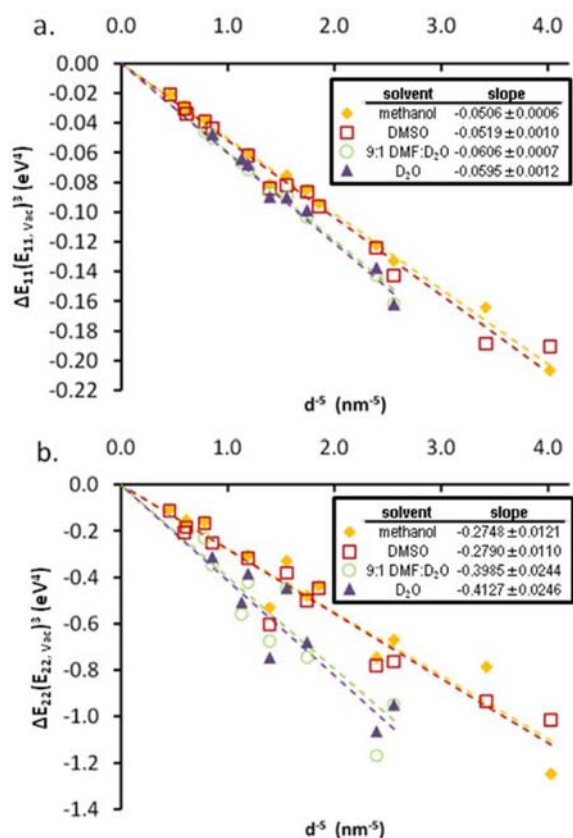 a.
0.0 1.0 2.0 3.0 4.0
0.00
-0.02
-0.04
-0.06
-0.08
-0.10
-0.12
-0.14
-0.16
-0.18
-0.20
-0.22
ΔE₁₁(E₁₁, Vac)³ (eV⁴)
solvent slope
methanol -0.0506 ±0.0006
DMSO -0.0519 ±0.0010
9:1 DMF:D₂O -0.0606 ±0.0007
D₂O -0.0595 ±0.0012
d⁻⁵ (nm⁻⁵)
b.
0.0 1.0 2.0 3.0 4.0
0.0
-0.2
-0.4
-0.6
-0.8
-1.0
-1.2
-1.4
ΔE₂₂(E₂₂, Vac)³ (eV⁴)
solvent slope
methanol -0.2748 ±0.0121
DMSO -0.2790 ±0.0110
9:1 DMF:D₂O -0.3985 ±0.0244
D₂O -0.4127 ±0.0246
d⁻⁵ (nm⁻⁵)